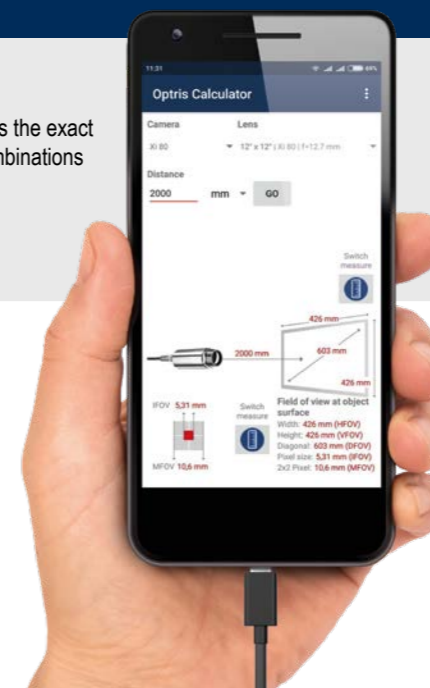 s the exact
nbinations
11:31
69%
Optris Calculator
Camera
Lens
Xi 80
12° x 12° | Xi 80 | f=12.7 mm
Distance
2000
mm
GO
Switch
measure
426 mm
2000 mm
603 mm
426 mm
IFOV 5,31 mm
MFOV 10,6 mm
Switch
measure
Field of view at object
surface
Width: 426 mm (HFOV)
Height: 426 mm (VFOV)
Diagonal: 603 mm (DFOV)
Pixel size: 5,31 mm (IFOV)
2x2 Pixel: 10,6 mm (MFOV)